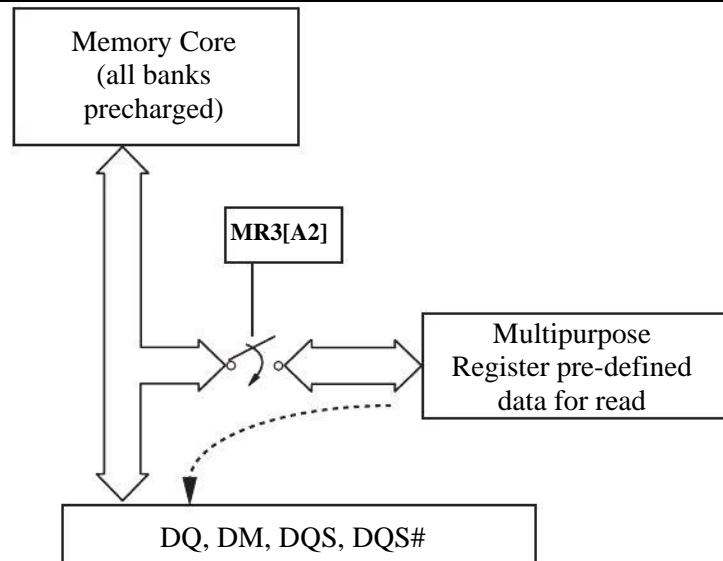 Memory Core
(all banks
precharged)
MR3[A2]
Multipurpose
Register pre-defined
data for read
DQ, DM, DQS, DQS#